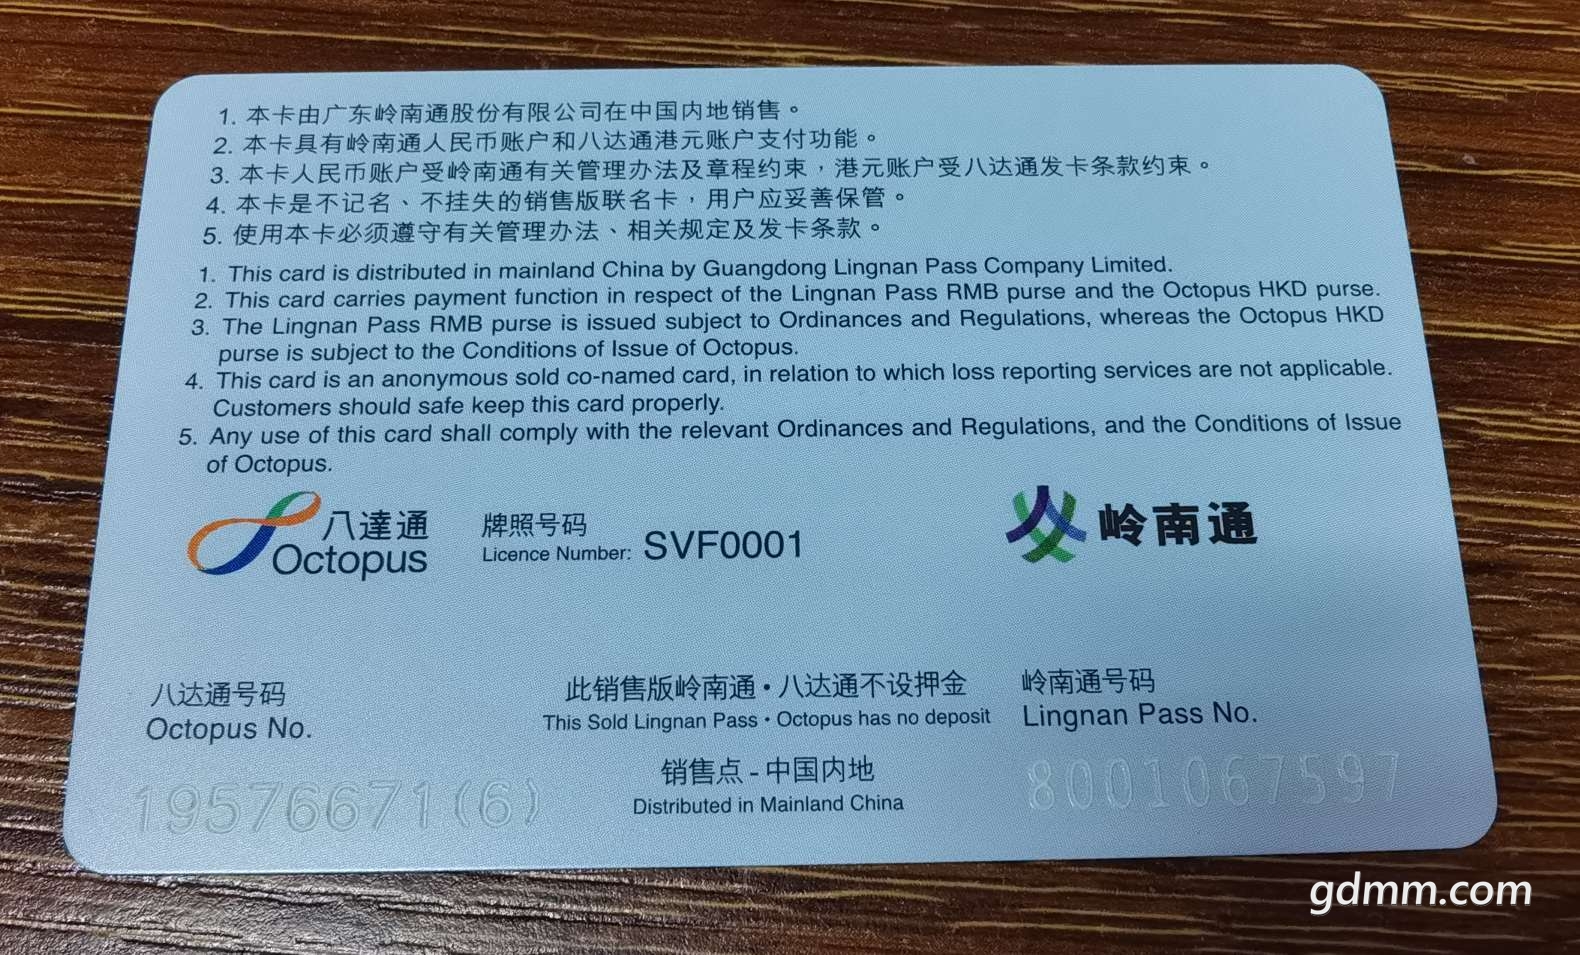 1. 本卡由广东岭南通股份有限公司在中国内地销售。
2. 本卡具有岭南通人民币账户和八达通港元账户支付功能。
3. 本卡人民币账户受岭南通有关管理办法及章程约束，港元账户受八达通发卡条款约束。
4. 本卡是不记名、不挂失的销售版联名卡，用户应妥善保管。
5. 使用本卡必须遵守有关管理办法、相关规定及发卡条款。
1. This card is distributed in mainland China by Guangdong Lingnan Pass Company Limited.
2. This card carries payment function in respect of the Lingnan Pass RMB purse and the Octopus HKD purse.
3. The Lingnan Pass RMB purse is issued subject to Ordinances and Regulations, whereas the Octopus HKD
purse is subject to the Conditions of Issue of Octopus.
4. This card is an anonymous sold co-named card, in relation to which loss reporting services are not applicable.
Customers should safe keep this card properly.
5. Any use of this card shall comply with the relevant Ordinances and Regulations, and the Conditions of Issue
of Octopus.
八達通
Octopus
牌照号码
Licence Number: SVF0001
岭南通
八达通号码
Octopus No.
19576671(6)
此销售版岭南通・八达通不设押金
This Sold Lingnan Pass・Octopus has no deposit
销售点 - 中国内地
Distributed in Mainland China
岭南通号码
Lingnan Pass No.
8001067597
gdmm.com